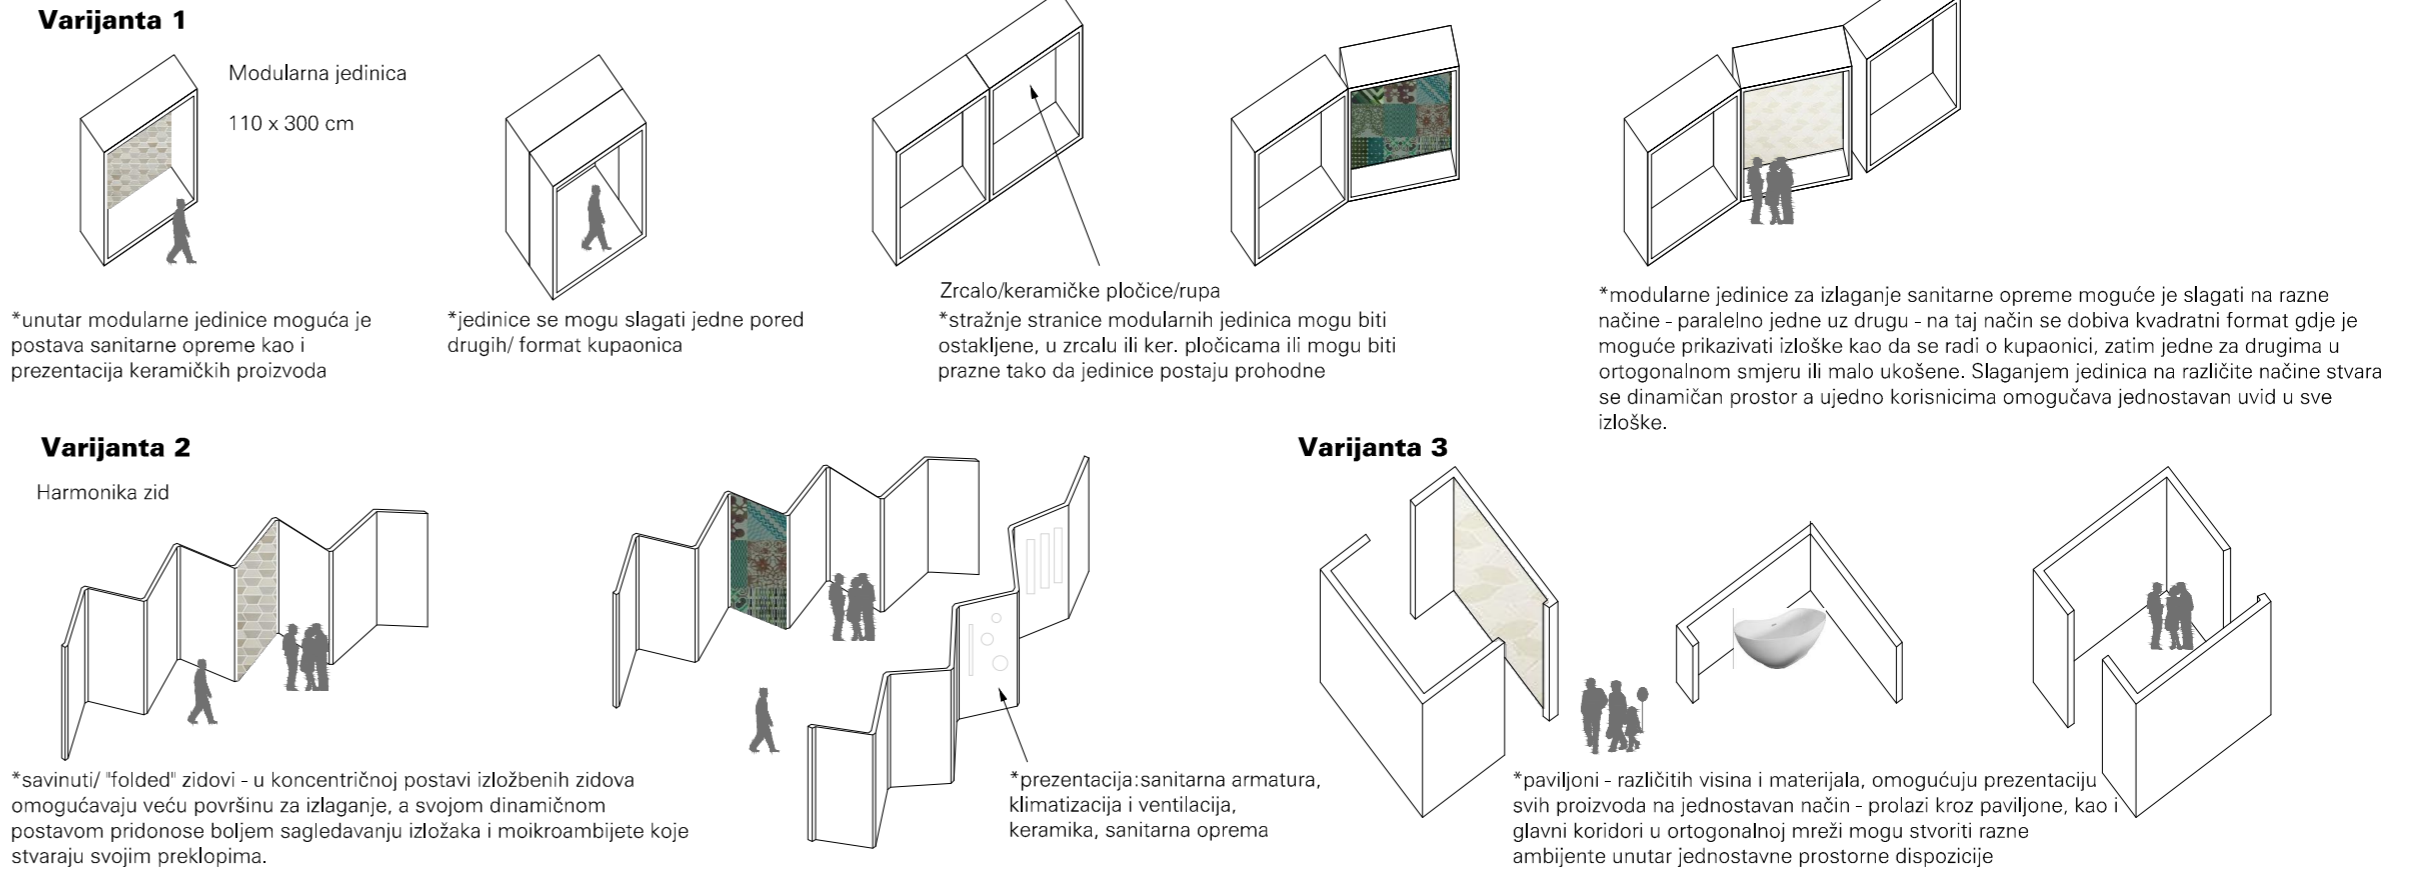 Varijanta 1
Modularna jedinica
110 x 300 cm
*unutar modularne jedinice moguća je
postava sanitarne opreme kao i
prezentacija keramičkih proizvoda
*jedinice se mogu slagati jedne pored
drugih/ format kupaonica
Zrcalo/keramičke pločice/rupa
*stražnje stranice modularnih jedinica mogu biti
ostakljene, u zrcalu ili ker. pločicama ili mogu biti
prazne tako da jedinice postaju prohodne
*modularne jedinice za izlaganje sanitarne opreme moguće je slagati na razne
načine - paralelno jedne uz drugu - na taj način se dobiva kvadratni format gdje je
moguće prikazivati izloške kao da se radi o kupaonici, zatim jedne za drugima u
ortogonalnom smjeru ili malo ukošene. Slaganjem jedinica na različite načine stvara
se dinamičan prostor a ujedno korisnicima omogučava jednostavan uvid u sve
izloške.
Varijanta 2
Harmonika zid
*savinuti/ "folded" zidovi - u koncentričnoj postavi izložbenih zidova
omogućavaju veću površinu za izlaganje, a svojom dinamičnom
postavom pridonose boljem sagledavanju izložaka i moikroambijete koje
stvaraju svojim preklopima.
*prezentacija:sanitarna armatura,
klimatizacija i ventilacija,
keramika, sanitarna oprema
Varijanta 3
*paviljoni - različitih visina i materijala, omogućuju prezentaciju
svih proizvoda na jednostavan način - prolazi kroz paviljone, kao i
glavni koridori u ortogonalnoj mreži mogu stvoriti razne
ambijente unutar jednostavne prostorne dispozicije